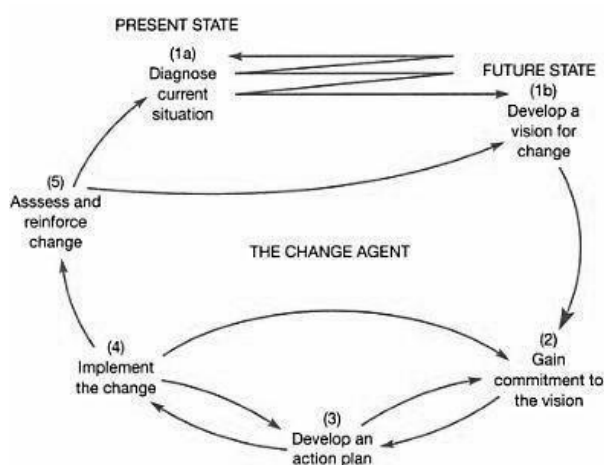 PRESENT STATE
(1a)
Diagnose
current
situation
FUTURE STATE
(1b)
Develop a
vision for
change
(5)
Asssess and
reinforce
change
THE CHANGE AGENT
(4)
Implement
the change
(2)
Gain
commitment to
the vision
(3)
Develop an
action plan